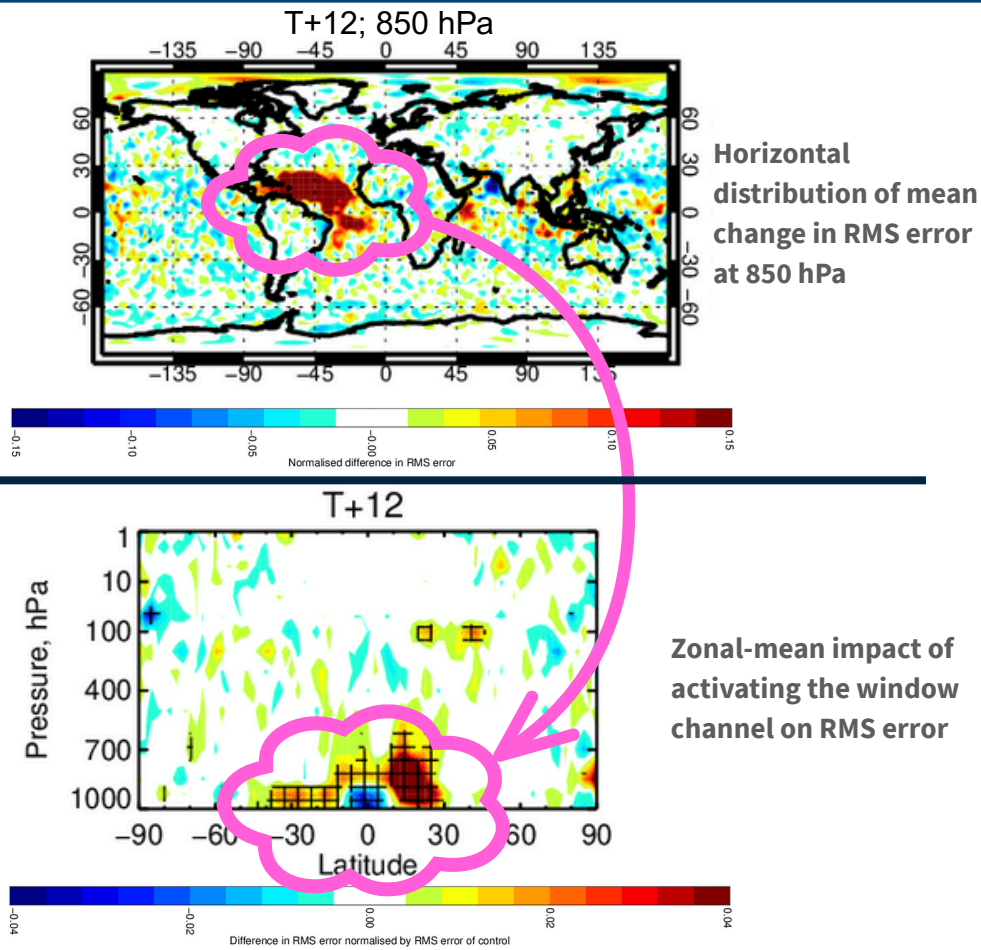 T+12; 850 hPa
−135 −90 −45 0 45 90 135
60 60
30 30
0 0
−30 −30
−60 −60
−135 −90 −45 0 45 90 135
Horizontal
distribution of mean
change in RMS error
at 850 hPa
−0.15 −0.10 −0.05 −0.00 0.05 0.10 0.15
Normalised difference in RMS error
T+12
1
10
100
400
700
1000
Pressure, hPa
−90 −60 −30 0 30 60 90
Latitude
Zonal-mean impact of
activating the window
channel on RMS error
−0.04 −0.02 0.00 0.02 0.04
Difference in RMS error normalised by RMS error of control